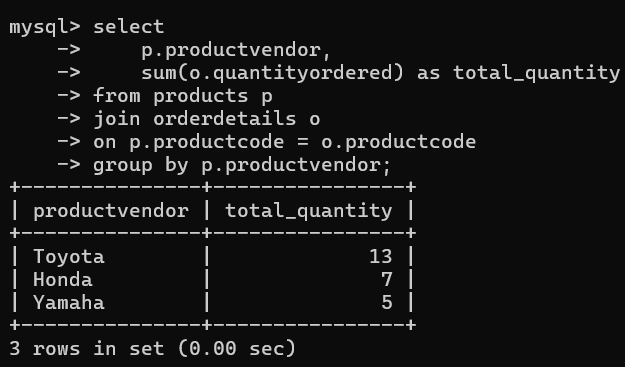 mysql> select
    ->     p.productvendor,
    ->     sum(o.quantityordered) as total_quantity
    -> from products p
    -> join orderdetails o
    -> on p.productcode = o.productcode
    -> group by p.productvendor;
+---------------+----------------+
| productvendor | total_quantity |
+---------------+----------------+
| Toyota        |             13 |
| Honda         |              7 |
| Yamaha        |              5 |
+---------------+----------------+
3 rows in set (0.00 sec)